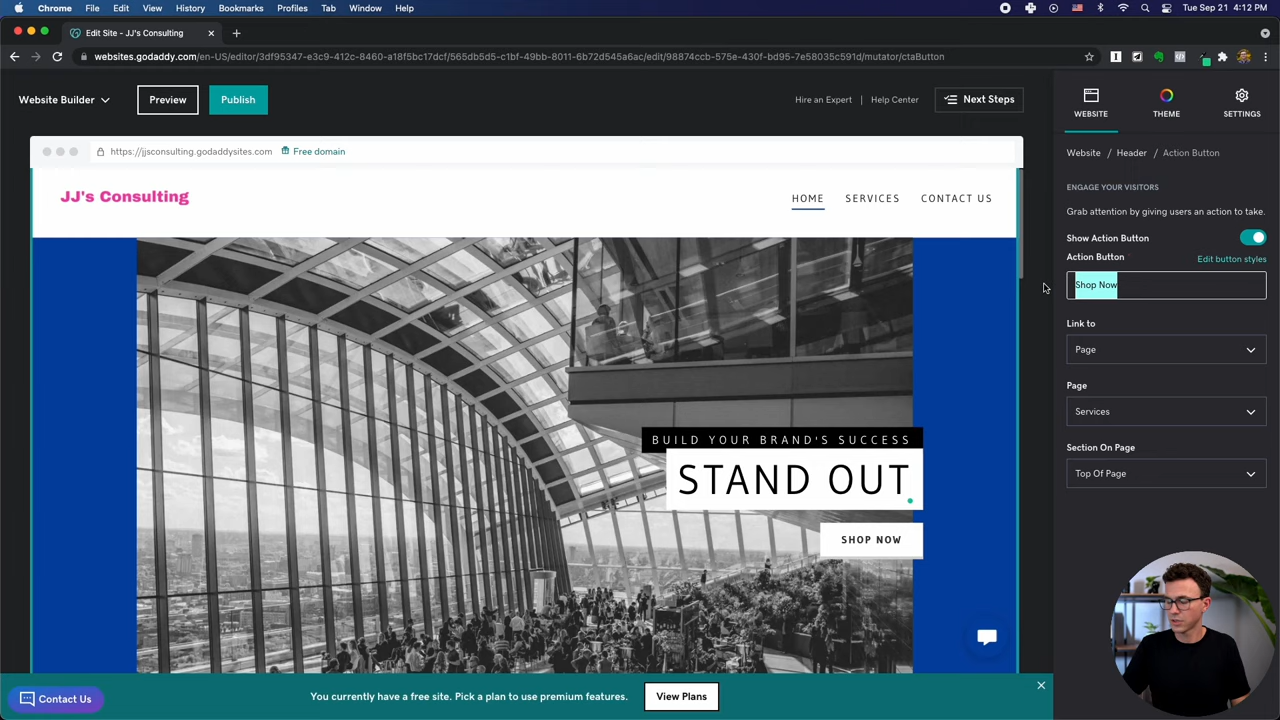 Chrome File Edit View History Bookmarks Profiles Tab Window Help
Tue Sep 21 4:12 PM
Edit Site - JJ's Consulting
websites.godaddy.com/en-US/editor/3df95347-e3c9-412c-8460-a18f5bc17dcf/565db5d5-c1bf-49bb-8011-6b72d545a6ac/edit/98874ccb-575e-430f-bd95-7e58035c591d/mutator/ctaButton
Website Builder
Preview
Publish
Hire an Expert | Help Center
Next Steps
WEBSITE
THEME
SETTINGS
https://jjsconsulting.godaddysites.com
Free domain
JJ's Consulting
HOME SERVICES CONTACT US
BUILD YOUR BRAND'S SUCCESS
STAND OUT.
SHOP NOW
Website / Header / Action Button
ENGAGE YOUR VISITORS
Grab attention by giving users an action to take.
Show Action Button
Action Button
Edit button styles
Shop Now
Link to
Page
Page
Services
Section On Page
Top Of Page
Contact Us
You currently have a free site. Pick a plan to use premium features.
View Plans